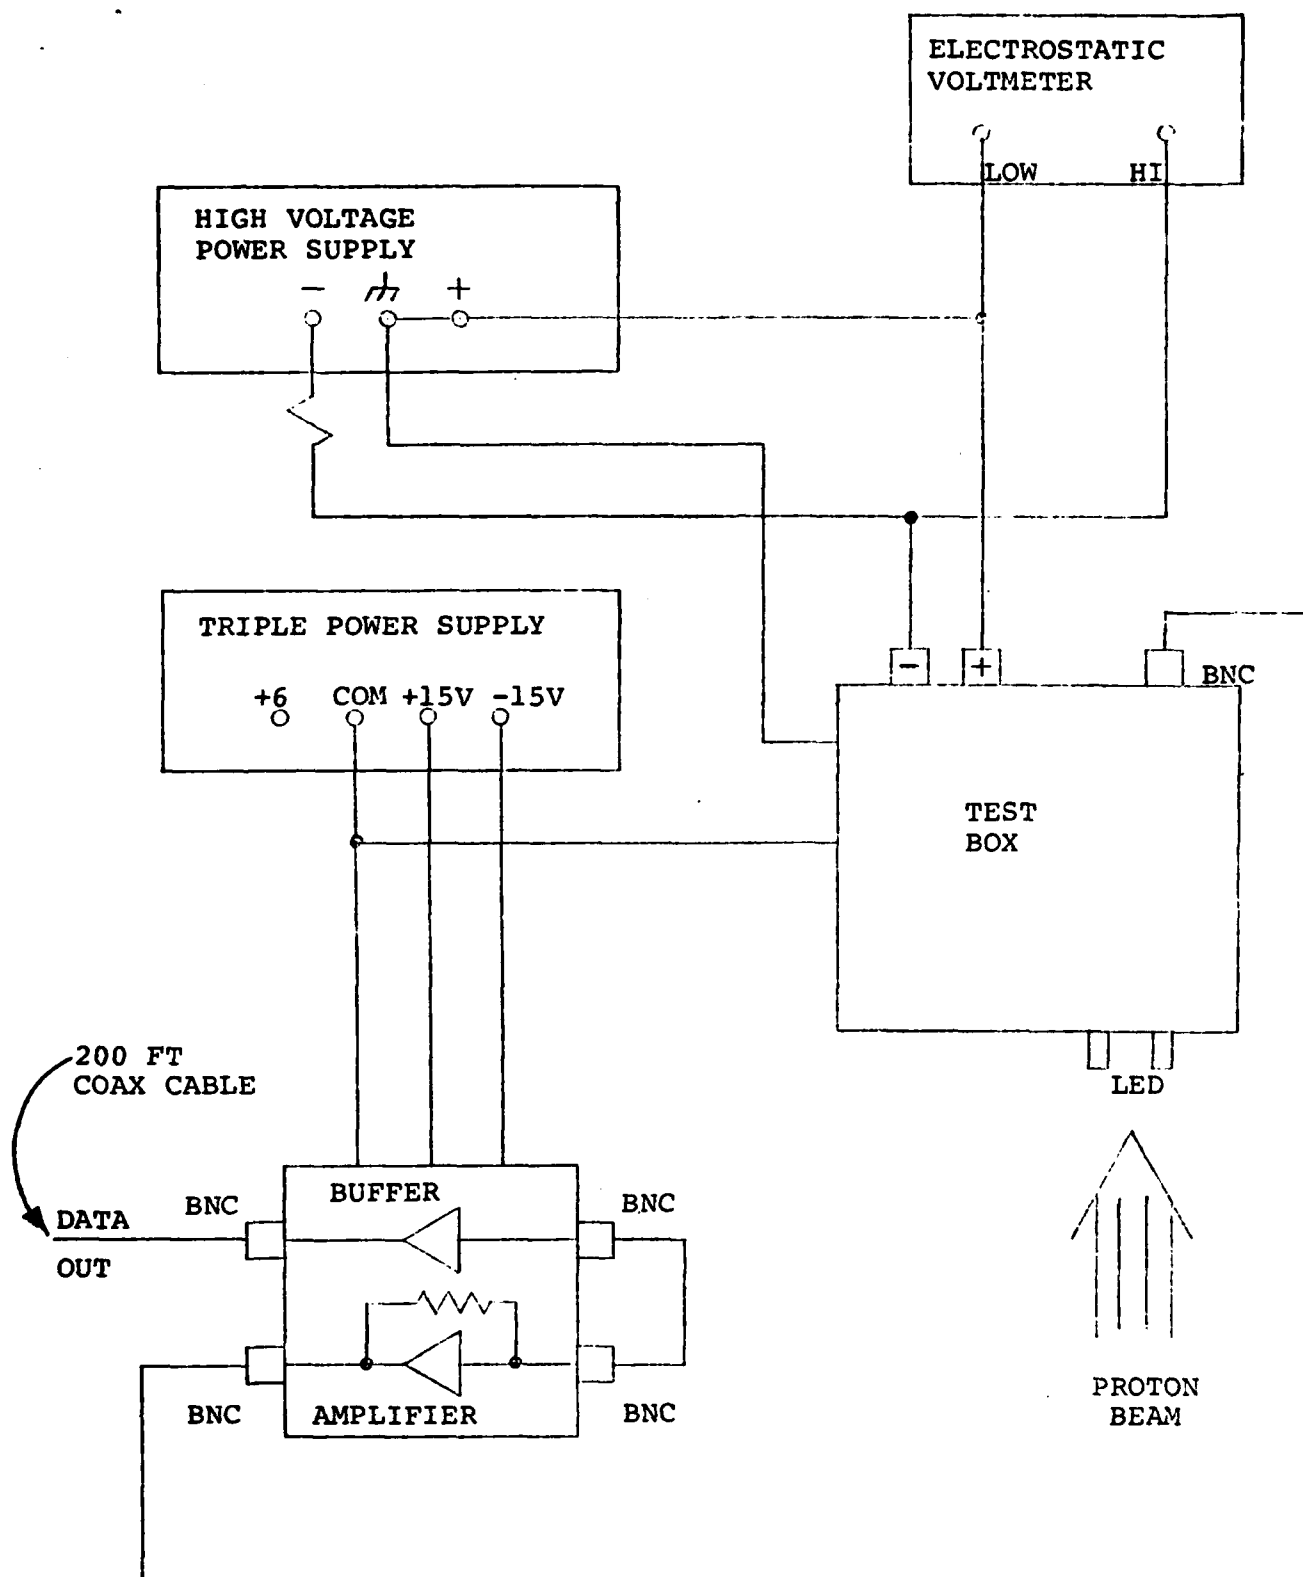 ELECTROSTATIC
VOLTMETER
LOW
HI
HIGH VOLTAGE
POWER SUPPLY
-
+
TRIPLE POWER SUPPLY
+6
COM
+15V
-15V
-
+
BNC
TEST
BOX
200 FT
COAX CABLE
LED
BUFFER
BNC
BNC
DATA
OUT
PROTON
BEAM
BNC
AMPLIFIER
BNC